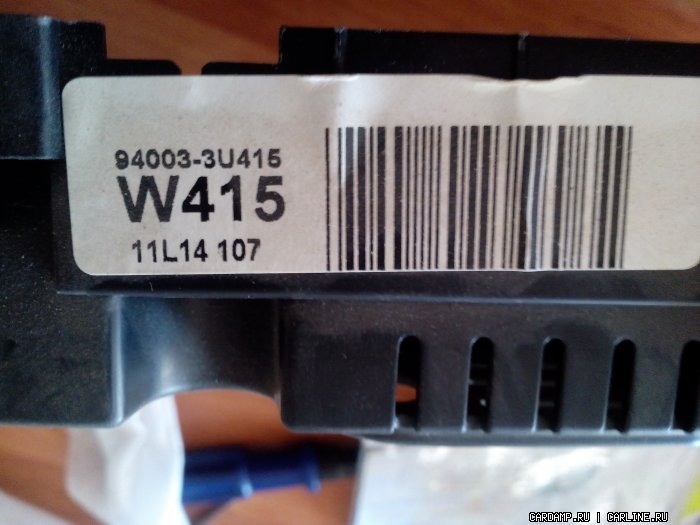 94003-3U415
W415
11L14 107
CARDAMP.RU | CARLINE.RU